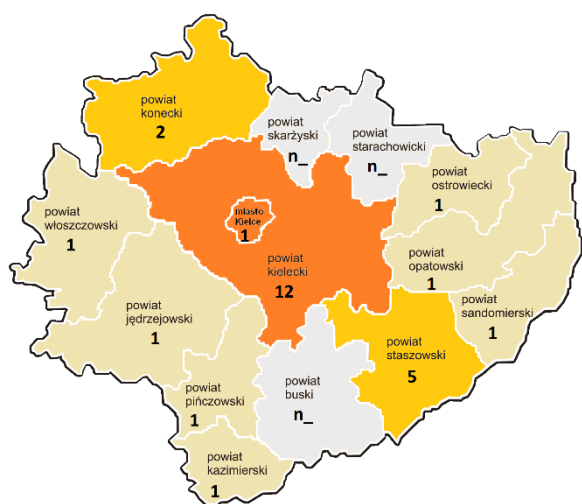 powiat
konecki
2
powiat
skarżyski
n_
powiat
starachowicki
n_
powiat
ostrowiecki
1
powiat
włoszczowski
1
miasto
Kielce
1
powiat
kielecki
12
powiat
opatowski
1
powiat
sandomierski
1
powiat
jędrzejowski
1
powiat
staszowski
5
powiat
pińczowski
1
powiat
buski
n_
powiat
kazimierski
1